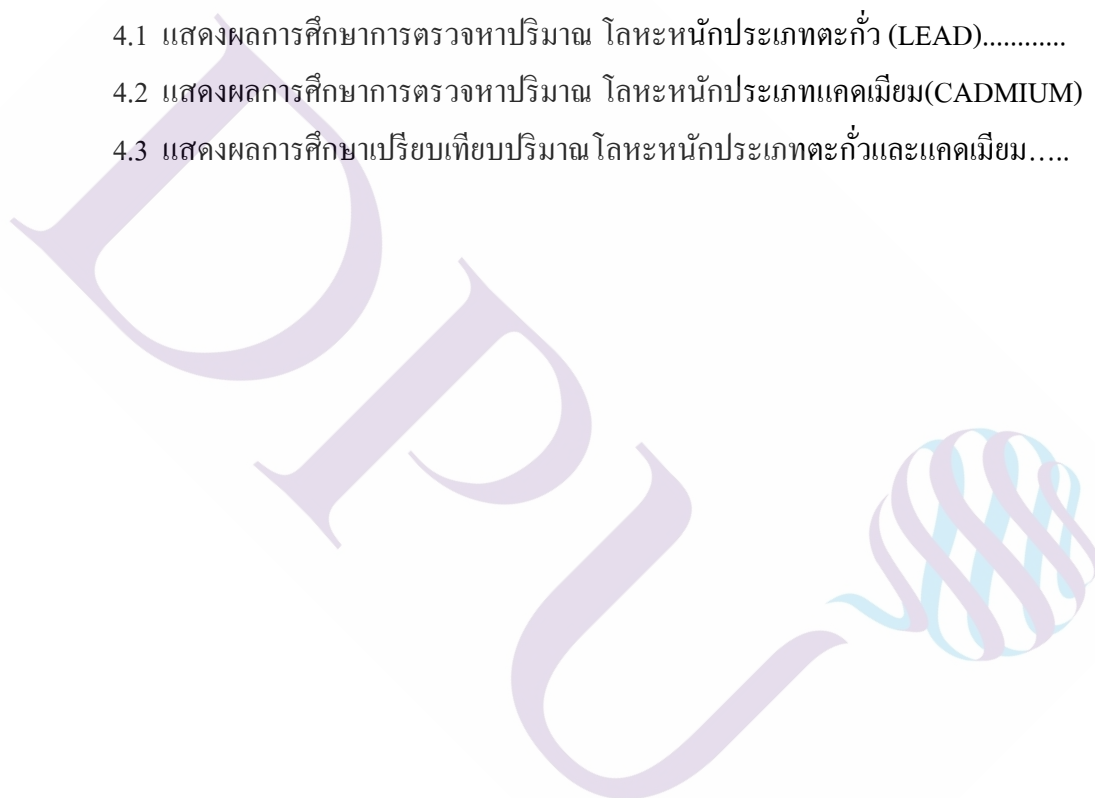 4.1 แสดงผลการศึกษาการตรวจหาปริมาณ โลหะหนักประเภทตะกั่ว (LEAD)............
4.2 แสดงผลการศึกษาการตรวจหาปริมาณ โลหะหนักประเภทแคดเมียม(CADMIUM)
4.3 แสดงผลการศึกษาเปรียบเทียบปริมาณโลหะหนักประเภทตะกั่วและแคดเมียม.....
DPU